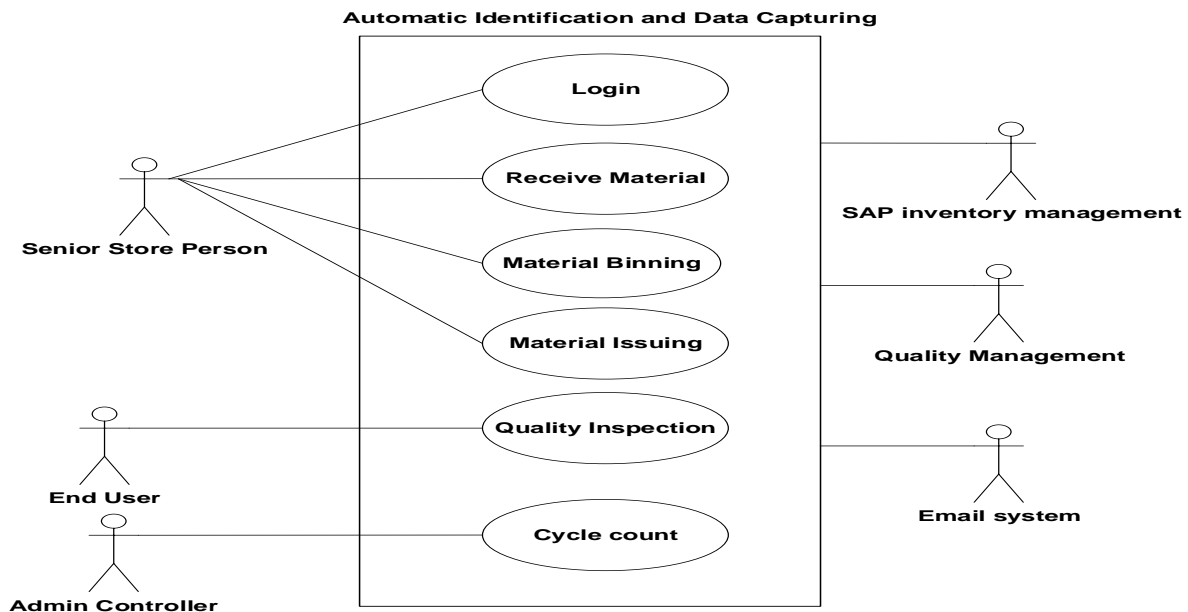 Automatic Identification and Data Capturing
Login
Receive Material
SAP inventory management
Senior Store Person
Material Binning
Material Issuing
Quality Management
Quality Inspection
End User
Email system
Cycle count
Admin Controller